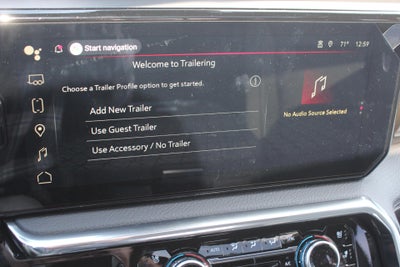 Start navigation
71°
12:59
Welcome to Trailering
Choose a Trailer Profile option to get started.
Add New Trailer
Use Guest Trailer
Use Accessory / No Trailer
No Audio Source Selected
AUTO